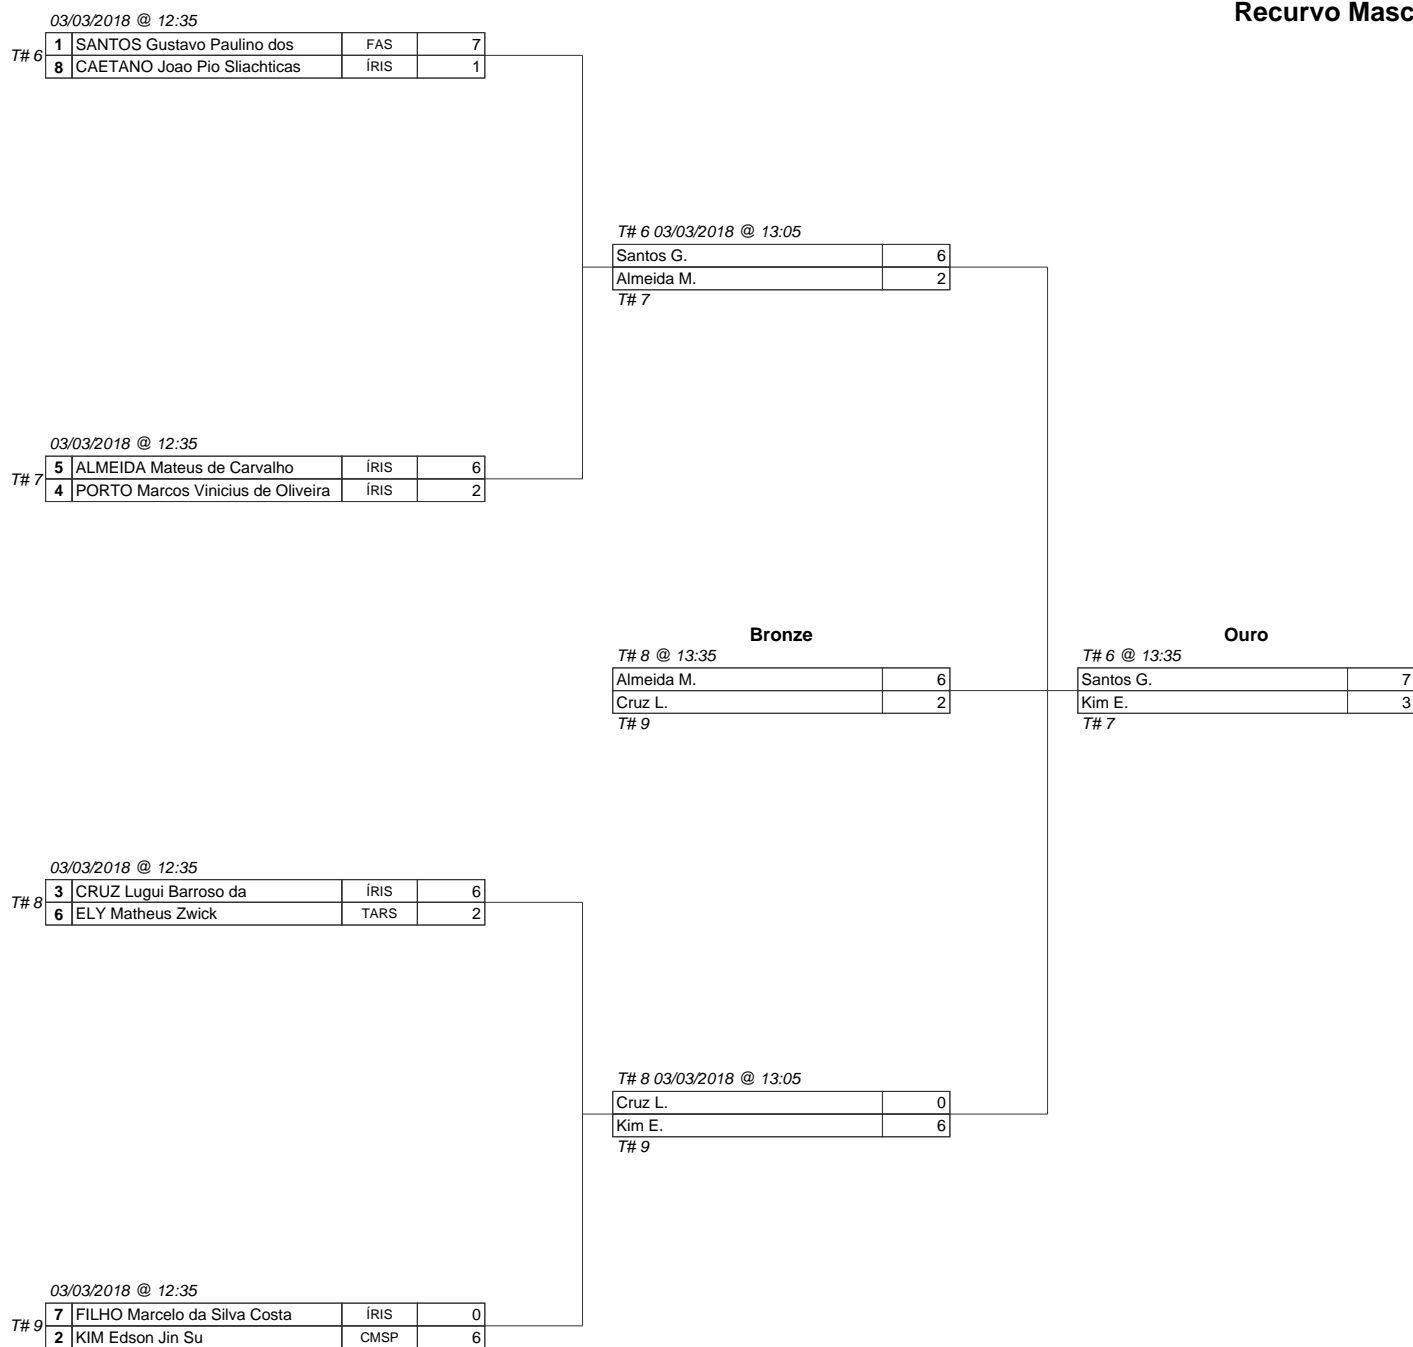 Recurvo Masc
03/03/2018 @ 12:35
T# 6
1 SANTOS Gustavo Paulino dos FAS 7
8 CAETANO Joao Pio Sliachticas ÍRIS 1
T# 6 03/03/2018 @ 13:05
Santos G. 6
Almeida M. 2
T# 7
03/03/2018 @ 12:35
T# 7
5 ALMEIDA Mateus de Carvalho ÍRIS 6
4 PORTO Marcos Vinicius de Oliveira ÍRIS 2
Bronze
T# 8 @ 13:35
Almeida M. 6
Cruz L. 2
T# 9
Ouro
T# 6 @ 13:35
Santos G. 7
Kim E. 3
T# 7
03/03/2018 @ 12:35
T# 8
3 CRUZ Lugui Barroso da ÍRIS 6
6 ELY Matheus Zwick TARS 2
T# 8 03/03/2018 @ 13:05
Cruz L. 0
Kim E. 6
T# 9
03/03/2018 @ 12:35
T# 9
7 FILHO Marcelo da Silva Costa ÍRIS 0
2 KIM Edson Jin Su CMSP 6